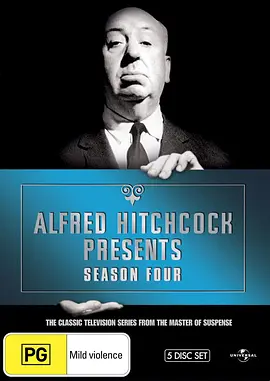 ALFRED HITCHCOCK
PRESENTS
SEASON FOUR
THE CLASSIC TELEVISION SERIES FROM THE MASTER OF SUSPENSE
PG
Mild violence
5 DISC SET
UNIVERSAL